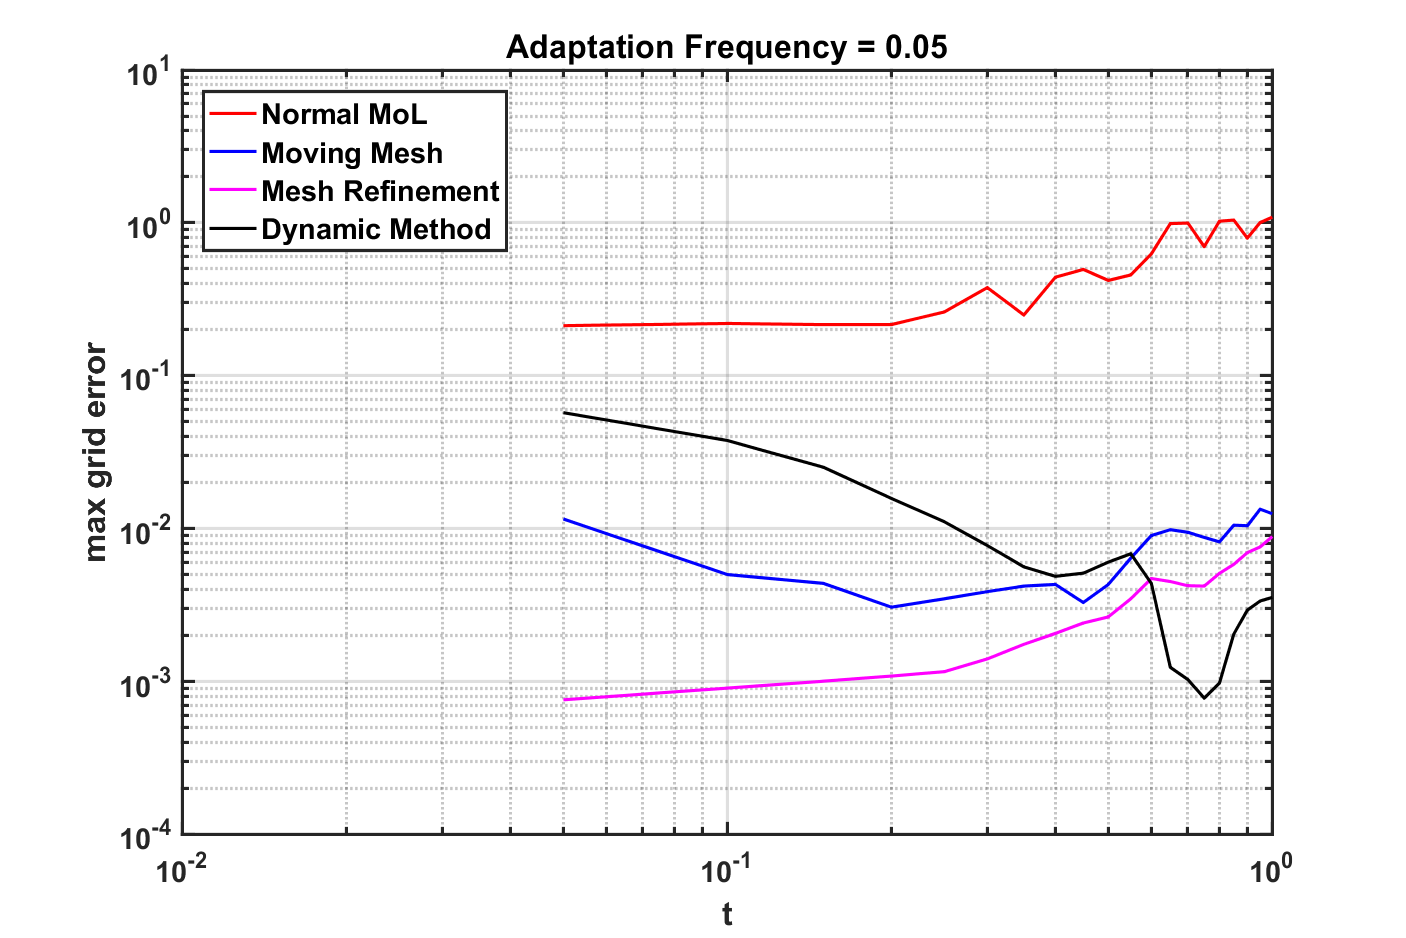 Adaptation Frequency = 0.05
10^1
10^0
10^-1
10^-2
10^-3
10^-4
max grid error
Normal MoL
Moving Mesh
Mesh Refinement
Dynamic Method
10^-2
10^-1
10^0
t